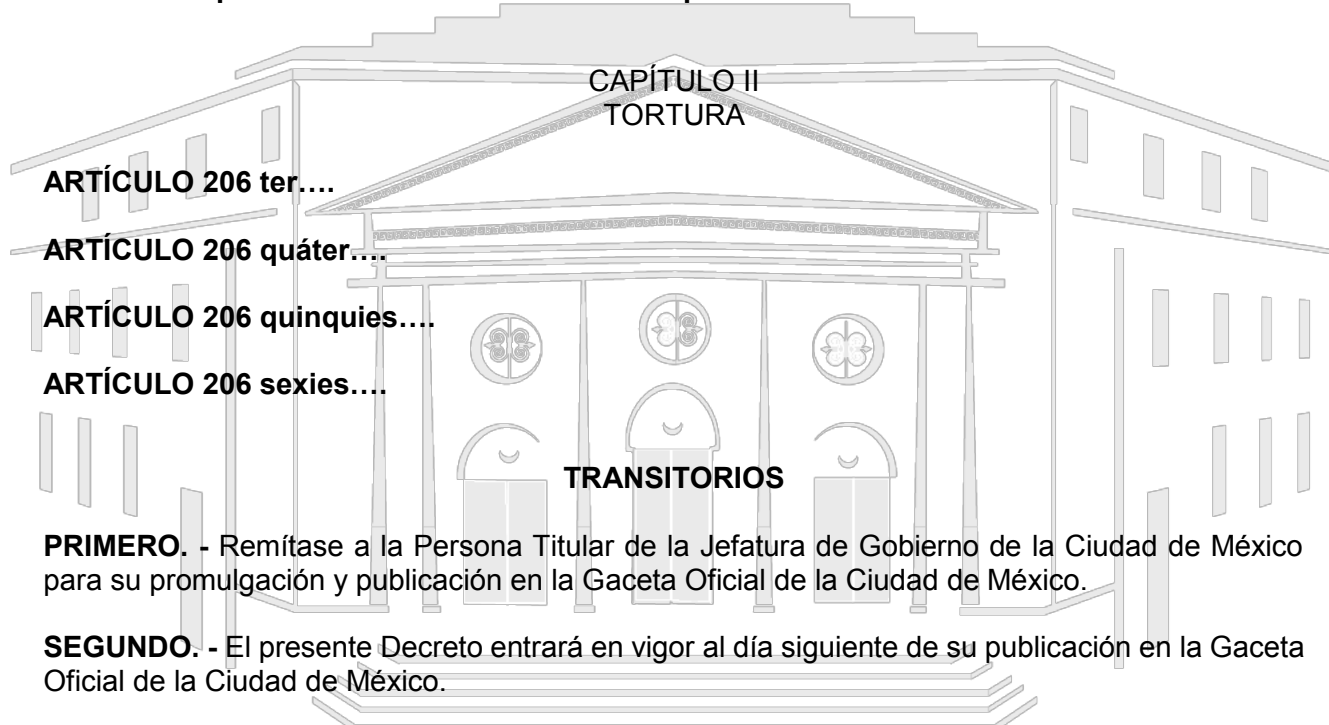 CAPÍTULO II
TORTURA
ARTÍCULO 206 ter….
ARTÍCULO 206 quáter….
ARTÍCULO 206 quinquies….
ARTÍCULO 206 sexies….
TRANSITORIOS
PRIMERO. - Remítase a la Persona Titular de la Jefatura de Gobierno de la Ciudad de México
para su promulgación y publicación en la Gaceta Oficial de la Ciudad de México.
SEGUNDO. - El presente Decreto entrará en vigor al día siguiente de su publicación en la Gaceta
Oficial de la Ciudad de México.